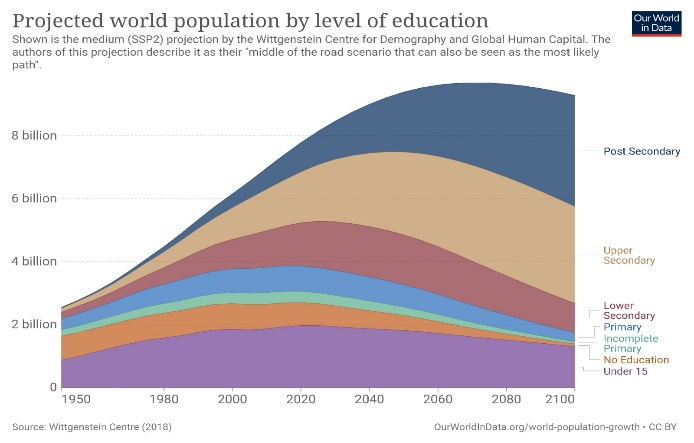 Projected world population by level of education
Our World
in Data
Shown is the medium (SSP2) projection by the Wittgenstein Centre for Demography and Global Human Capital. The
authors of this projection describe it as their "middle of the road scenario that can also be seen as the most likely
path".
8 billion
6 billion
4 billion
2 billion
0
1950
1980
2000
2020
2040
2060
2080
2100
Post Secondary
Upper
Secondary
Lower
Secondary
Primary
Incomplete
Primary
No Education
Under 15
Source: Wittgenstein Centre (2018)
OurWorldInData.org/world-population-growth • CC BY